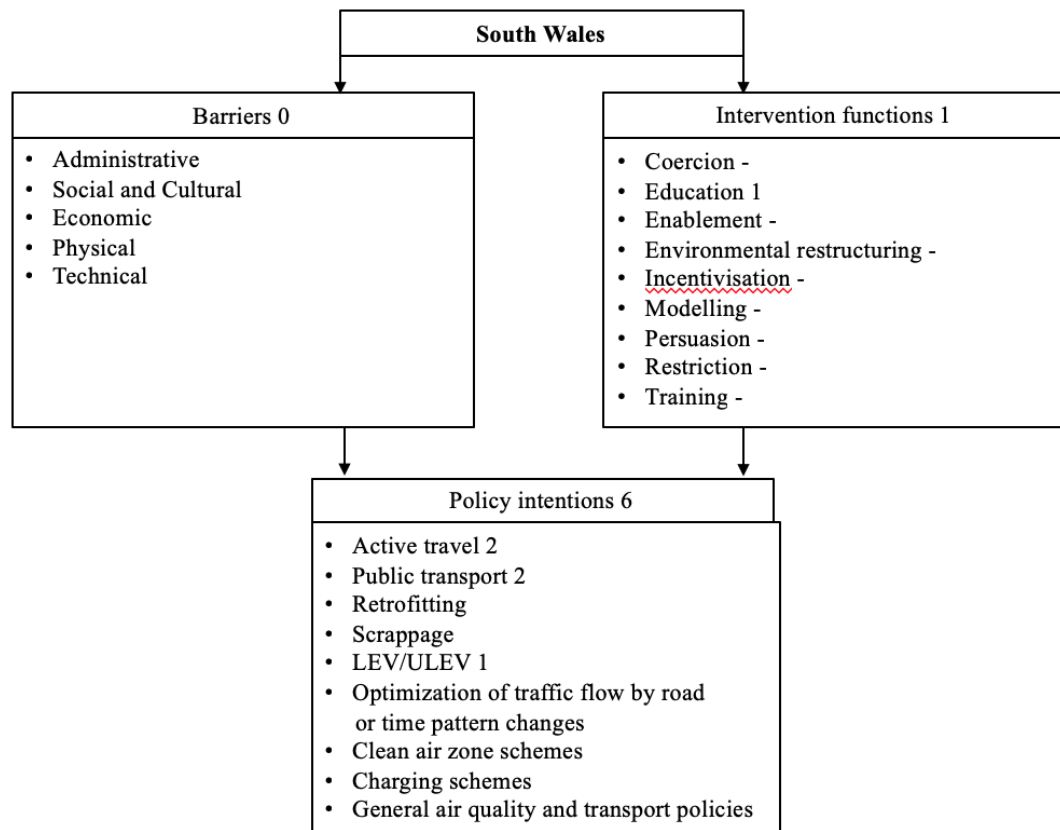 South Wales
Barriers 0
• Administrative
• Social and Cultural
• Economic
• Physical
• Technical
Intervention functions 1
• Coercion -
• Education 1
• Enablement -
• Environmental restructuring -
• Incentivisation -
• Modelling -
• Persuasion -
• Restriction -
• Training -
Policy intentions 6
• Active travel 2
• Public transport 2
• Retrofitting
• Scrappage
• LEV/ULEV 1
• Optimization of traffic flow by road
or time pattern changes
• Clean air zone schemes
• Charging schemes
• General air quality and transport policies